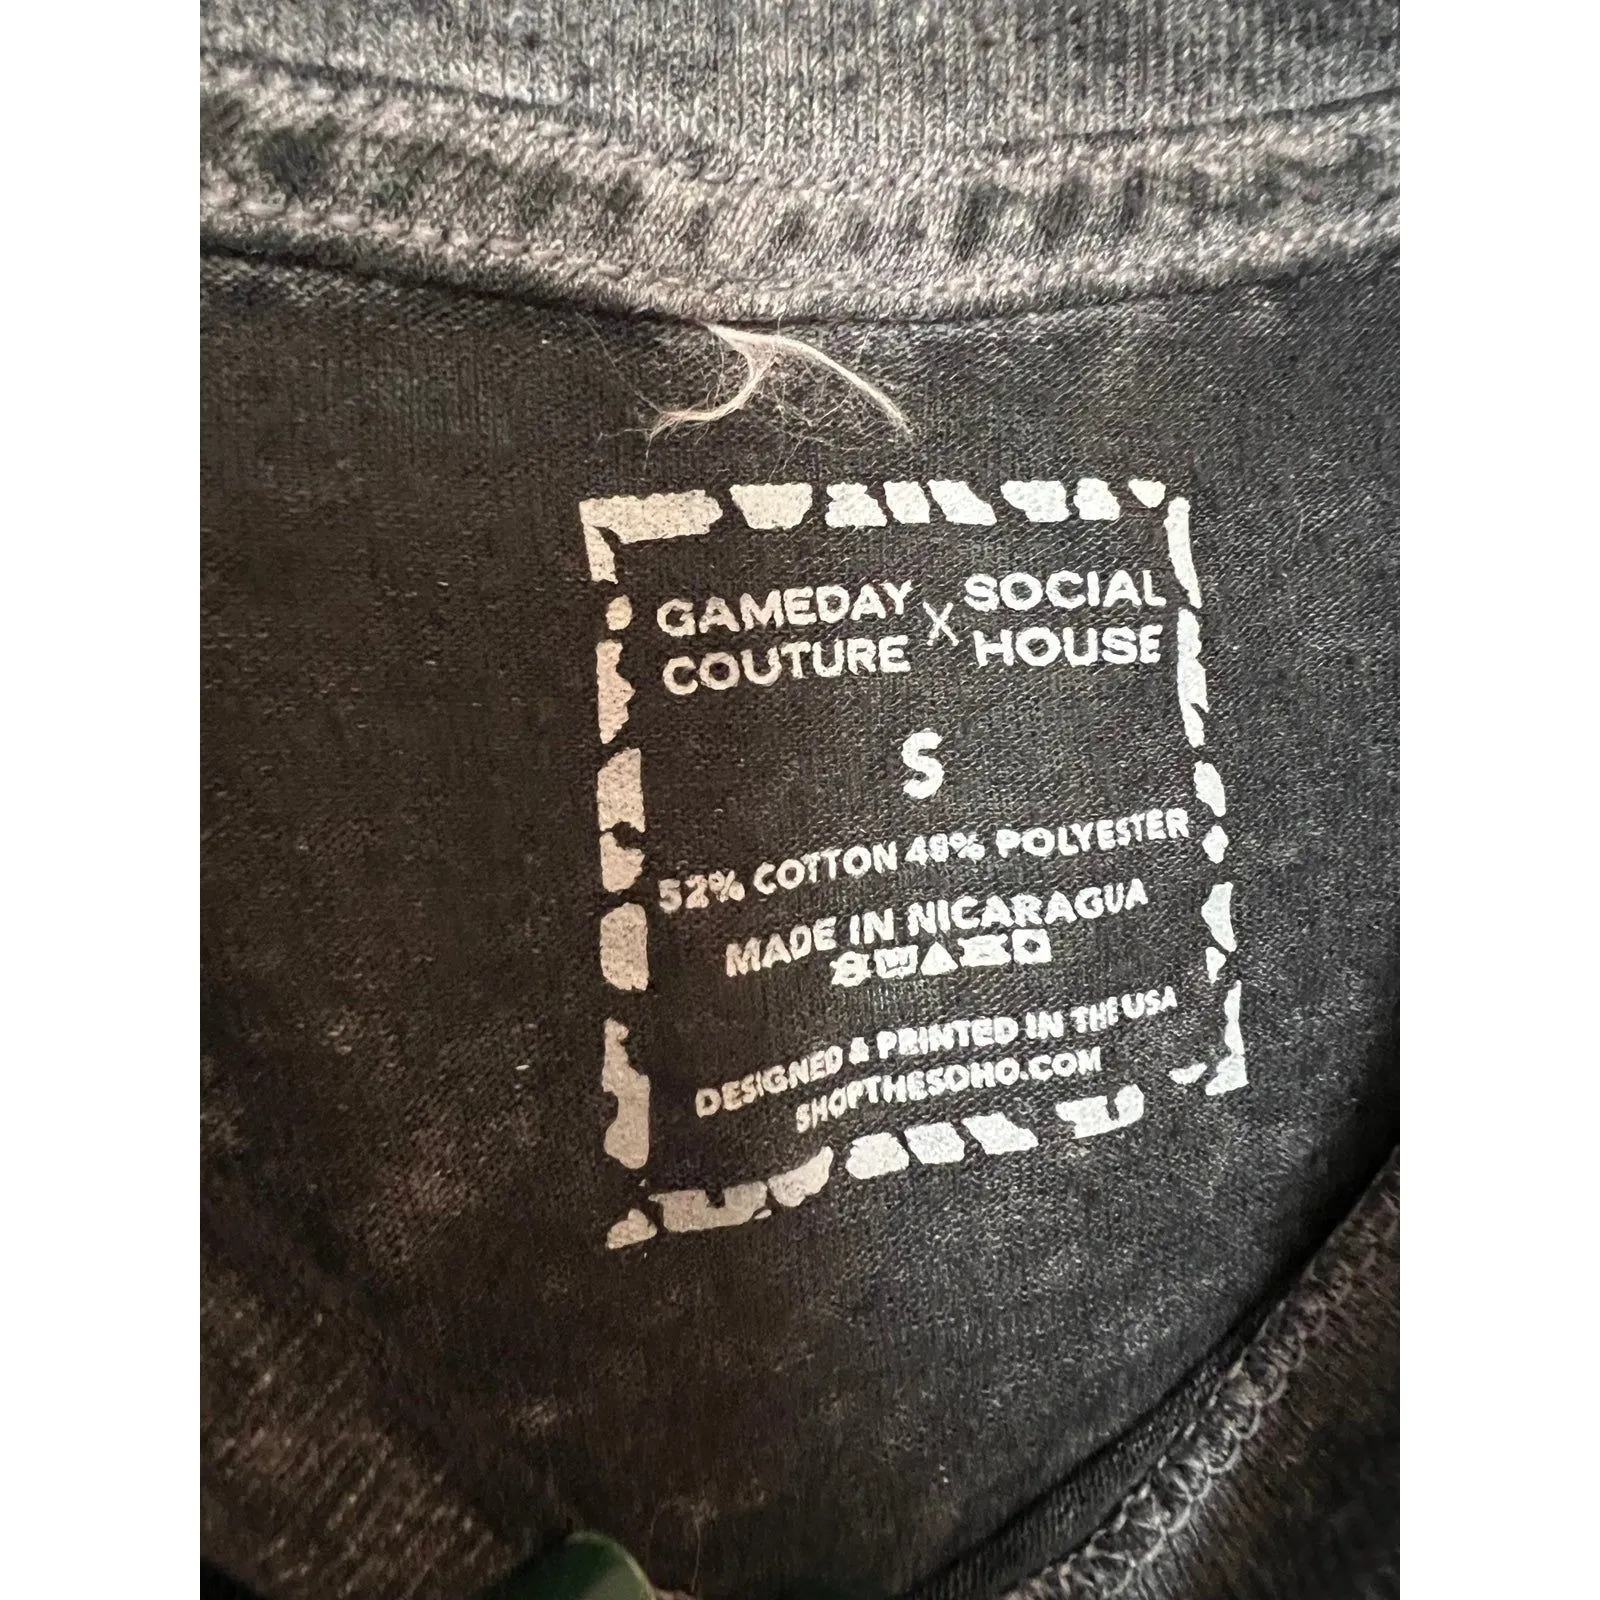 GAMEDAY X SOCIAL
COUTURE HOUSE
S
52% COTTON 48% POLYESTER
MADE IN NICARAGUA
DESIGNED & PRINTED IN THE USA
SHOPTHESOHO.COM